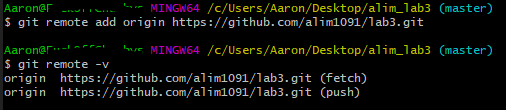 Aaron@ MINGW64 /c/Users/Aaron/Desktop/alim_lab3 (master)
$ git remote add origin https://github.com/alim1091/lab3.git
Aaron@ MINGW64 /c/Users/Aaron/Desktop/alim_lab3 (master)
$ git remote -v
origin https://github.com/alim1091/lab3.git (fetch)
origin https://github.com/alim1091/lab3.git (push)